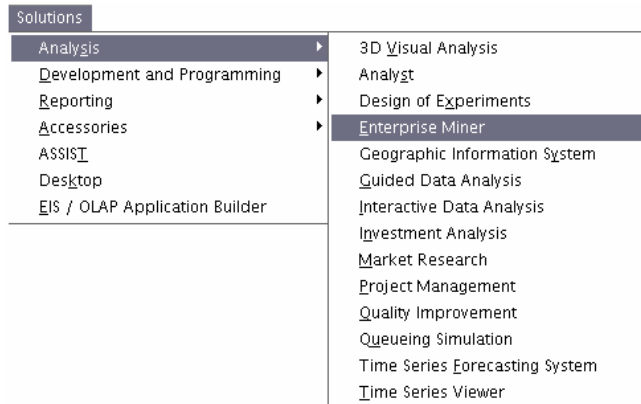 Solutions
Analysis
Development and Programming
Reporting
Accessories
ASSIST
Desktop
EIS / OLAP Application Builder
3D Visual Analysis
Analyst
Design of Experiments
Enterprise Miner
Geographic Information System
Guided Data Analysis
Interactive Data Analysis
Investment Analysis
Market Research
Project Management
Quality Improvement
Queueing Simulation
Time Series Forecasting System
Time Series Viewer